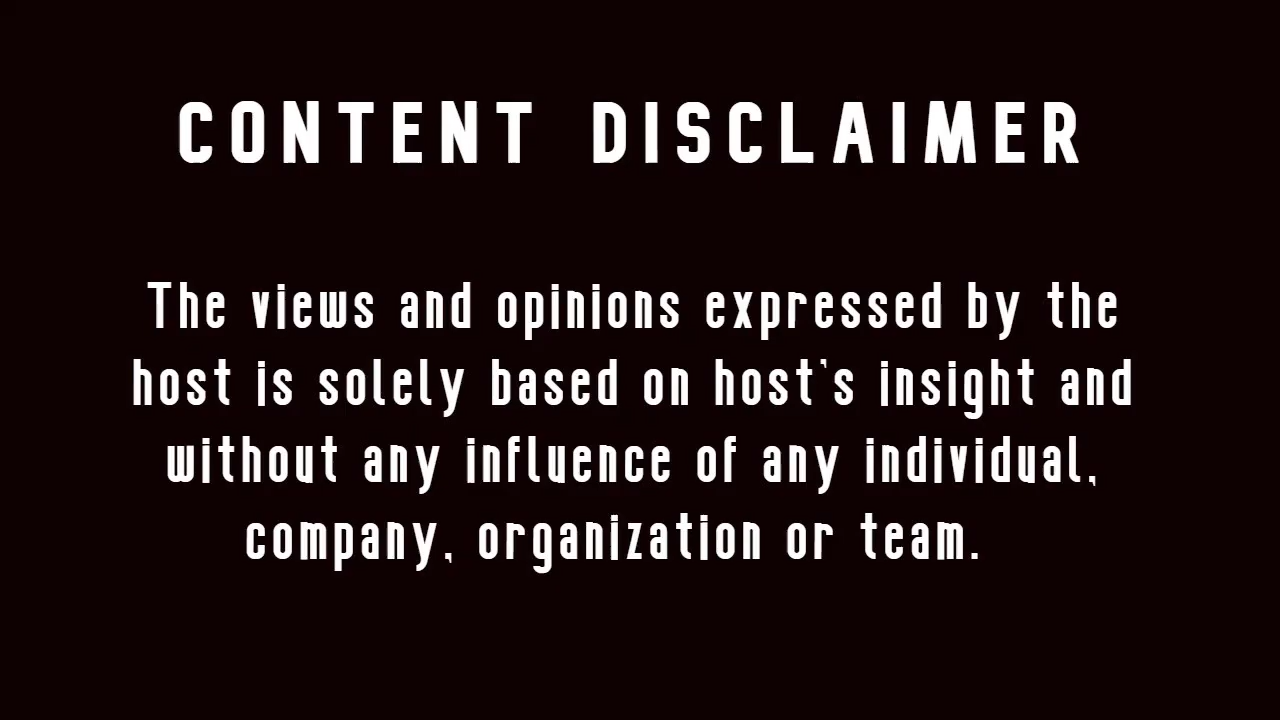 CONTENT DISCLAIMER
The views and opinions expressed by the
host is solely based on host's insight and
without any influence of any individual,
company, organization or team.